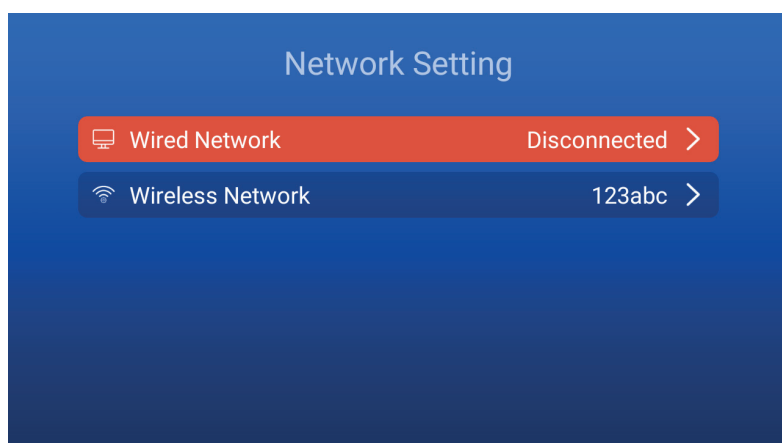 Network Setting
Wired Network Disconnected
Wireless Network 123abc